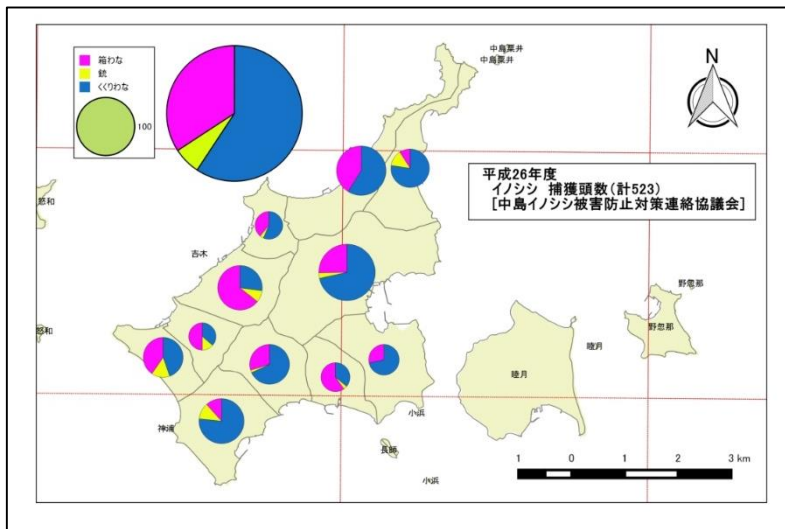 箱わな
銃
くくりわな
100
中島粟井
中島粟井
N
平成26年度
イノシシ 捕獲頭数(計523)
[中島イノシシ被害防止対策連絡協議会]
怒和
吉木
野忽那
野忽那
怒和
睦月
睦月
神浦
小浜
長師
小浜
1 0 1 2 3 km